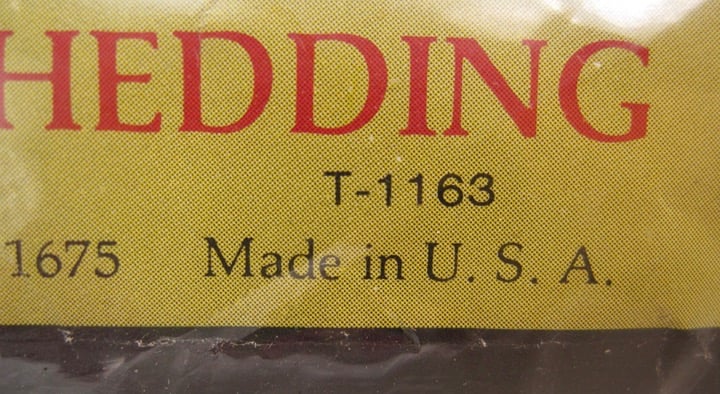 HEDDING
T-1163
1675 Made in U. S. A.